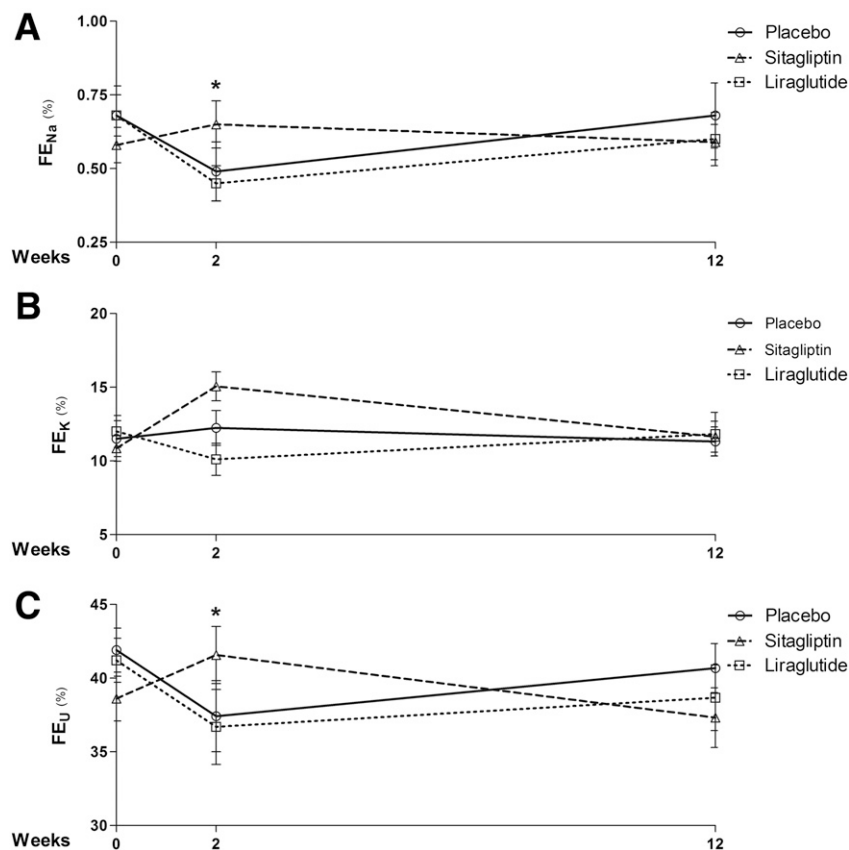 A
1.00
0.75
0.50
0.25
FENa (%)
Weeks
0
2
12
*
Placebo
Sitagliptin
Liraglutide
B
20
15
10
5
FEK (%)
Weeks
0
2
12
Placebo
Sitagliptin
Liraglutide
C
45
40
35
30
FEU (%)
Weeks
0
2
12
*
Placebo
Sitagliptin
Liraglutide